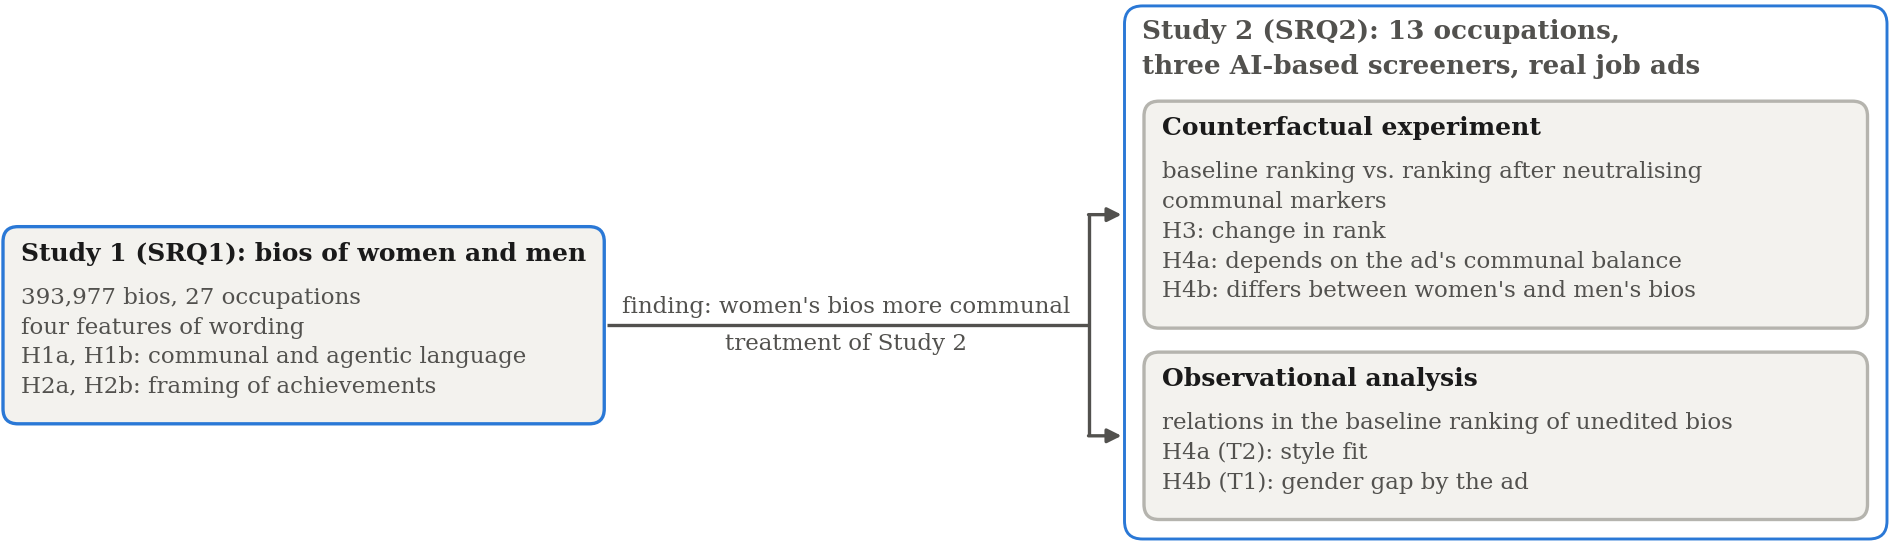 Study 1 (SRQ1): bios of women and men
393,977 bios, 27 occupations
four features of wording
H1a, H1b: communal and agentic language
H2a, H2b: framing of achievements
finding: women's bios more communal
treatment of Study 2
Study 2 (SRQ2): 13 occupations,
three AI-based screeners, real job ads
Counterfactual experiment
baseline ranking vs. ranking after neutralising
communal markers
H3: change in rank
H4a: depends on the ad's communal balance
H4b: differs between women's and men's bios
Observational analysis
relations in the baseline ranking of unedited bios
H4a (T2): style fit
H4b (T1): gender gap by the ad